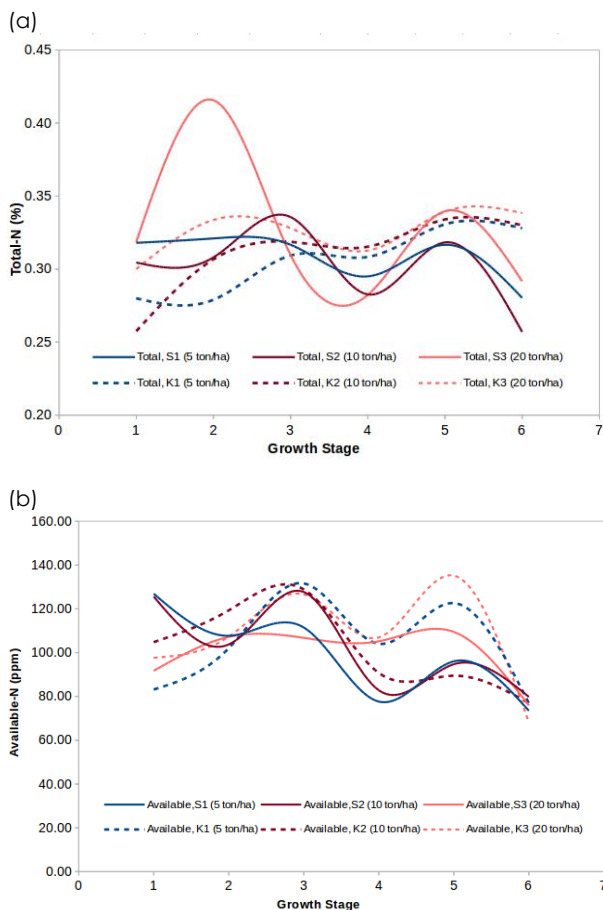 (a)
0.45
0.40
0.35
0.30
0.25
0.20
Total-N (%)
Total, S1 (5 ton/ha) Total, S2 (10 ton/ha) Total, S3 (20 ton/ha)
Total, K1 (5 ton/ha) Total, K2 (10 ton/ha) Total, K3 (20 ton/ha)
0 1 2 3 4 5 6 7
Growth Stage
(b)
160.00
140.00
120.00
100.00
80.00
60.00
40.00
20.00
0.00
Available-N (ppm)
Available,S1 (5 ton/ha) Available,S2 (10 ton/ha) Available,S3 (20 ton/ha)
Available, K1 (5 ton/ha) Available, K2 (10 ton/ha) Available, K3 (20 ton/ha)
0 1 2 3 4 5 6 7
Growth Stage